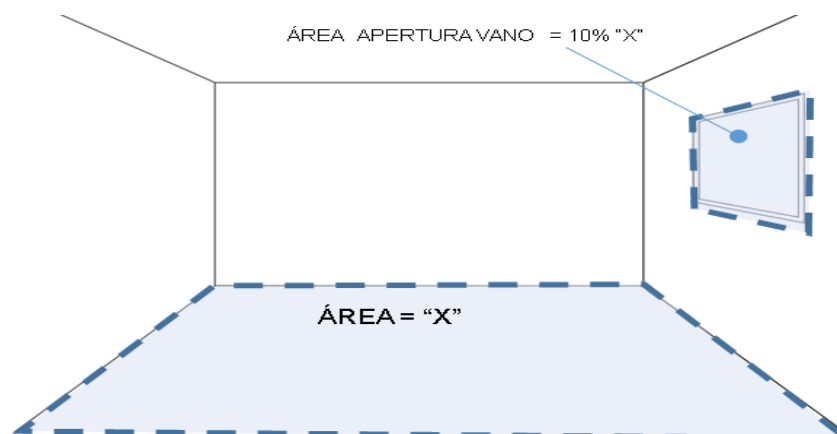 ÁREA APERTURA VANO = 10% "X"
ÁREA = “X”